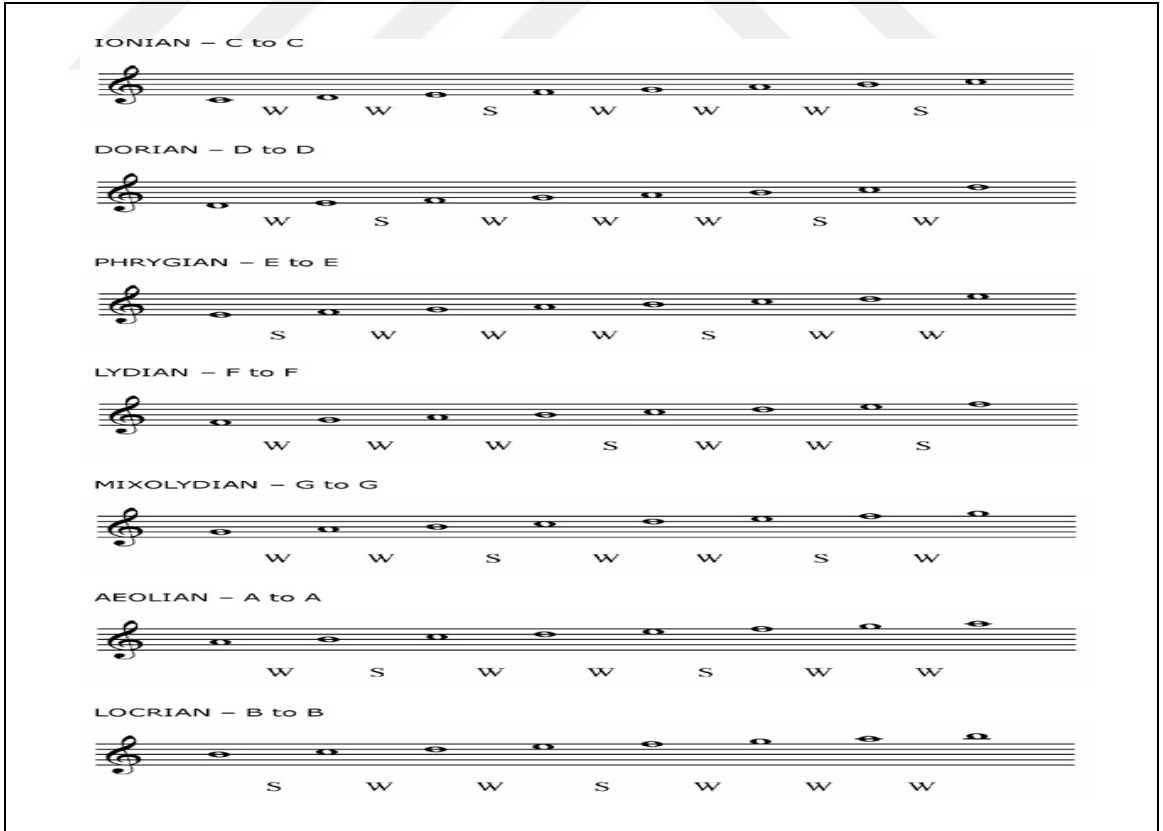 IONIAN – C to C
W W S W W W S
DORIAN – D to D
W S W W W S W
PHRYGIAN – E to E
S W W W S W W
LYDIAN – F to F
W W W S W W S
MIXOLYDIAN – G to G
W W S W W S W
AEOLIAN – A to A
W S W W S W W
LOCRIAN – B to B
S W W S W W W